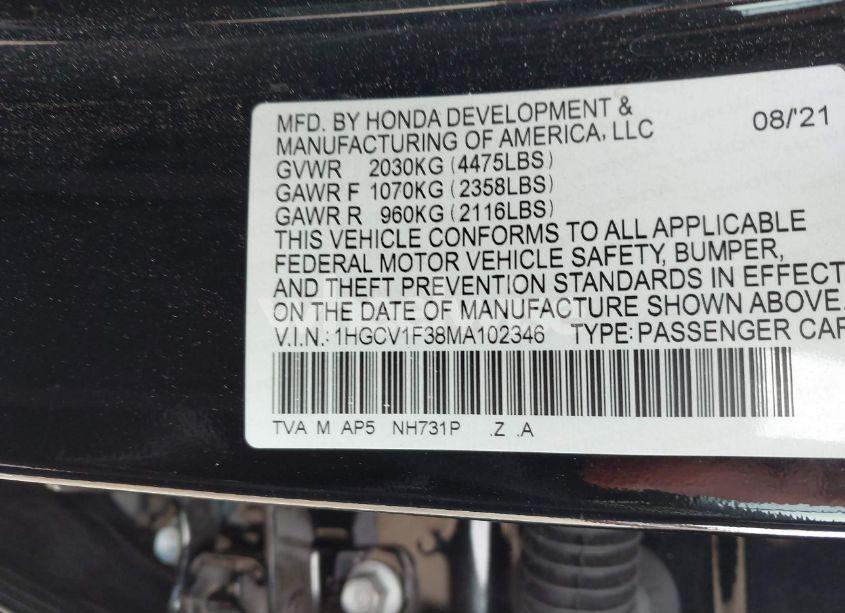 MFD. BY HONDA DEVELOPMENT &
MANUFACTURING OF AMERICA, LLC 08/'21
GVWR 2030KG (4475LBS)
GAWR F 1070KG (2358LBS)
GAWR R 960KG (2116LBS)
THIS VEHICLE CONFORMS TO ALL APPLICABLE
FEDERAL MOTOR VEHICLE SAFETY, BUMPER,
AND THEFT PREVENTION STANDARDS IN EFFECT
ON THE DATE OF MANUFACTURE SHOWN ABOVE.
V.I.N.: 1HGCV1F38MA102346 TYPE: PASSENGER CAR
TVA M AP5 NH731P .Z .A